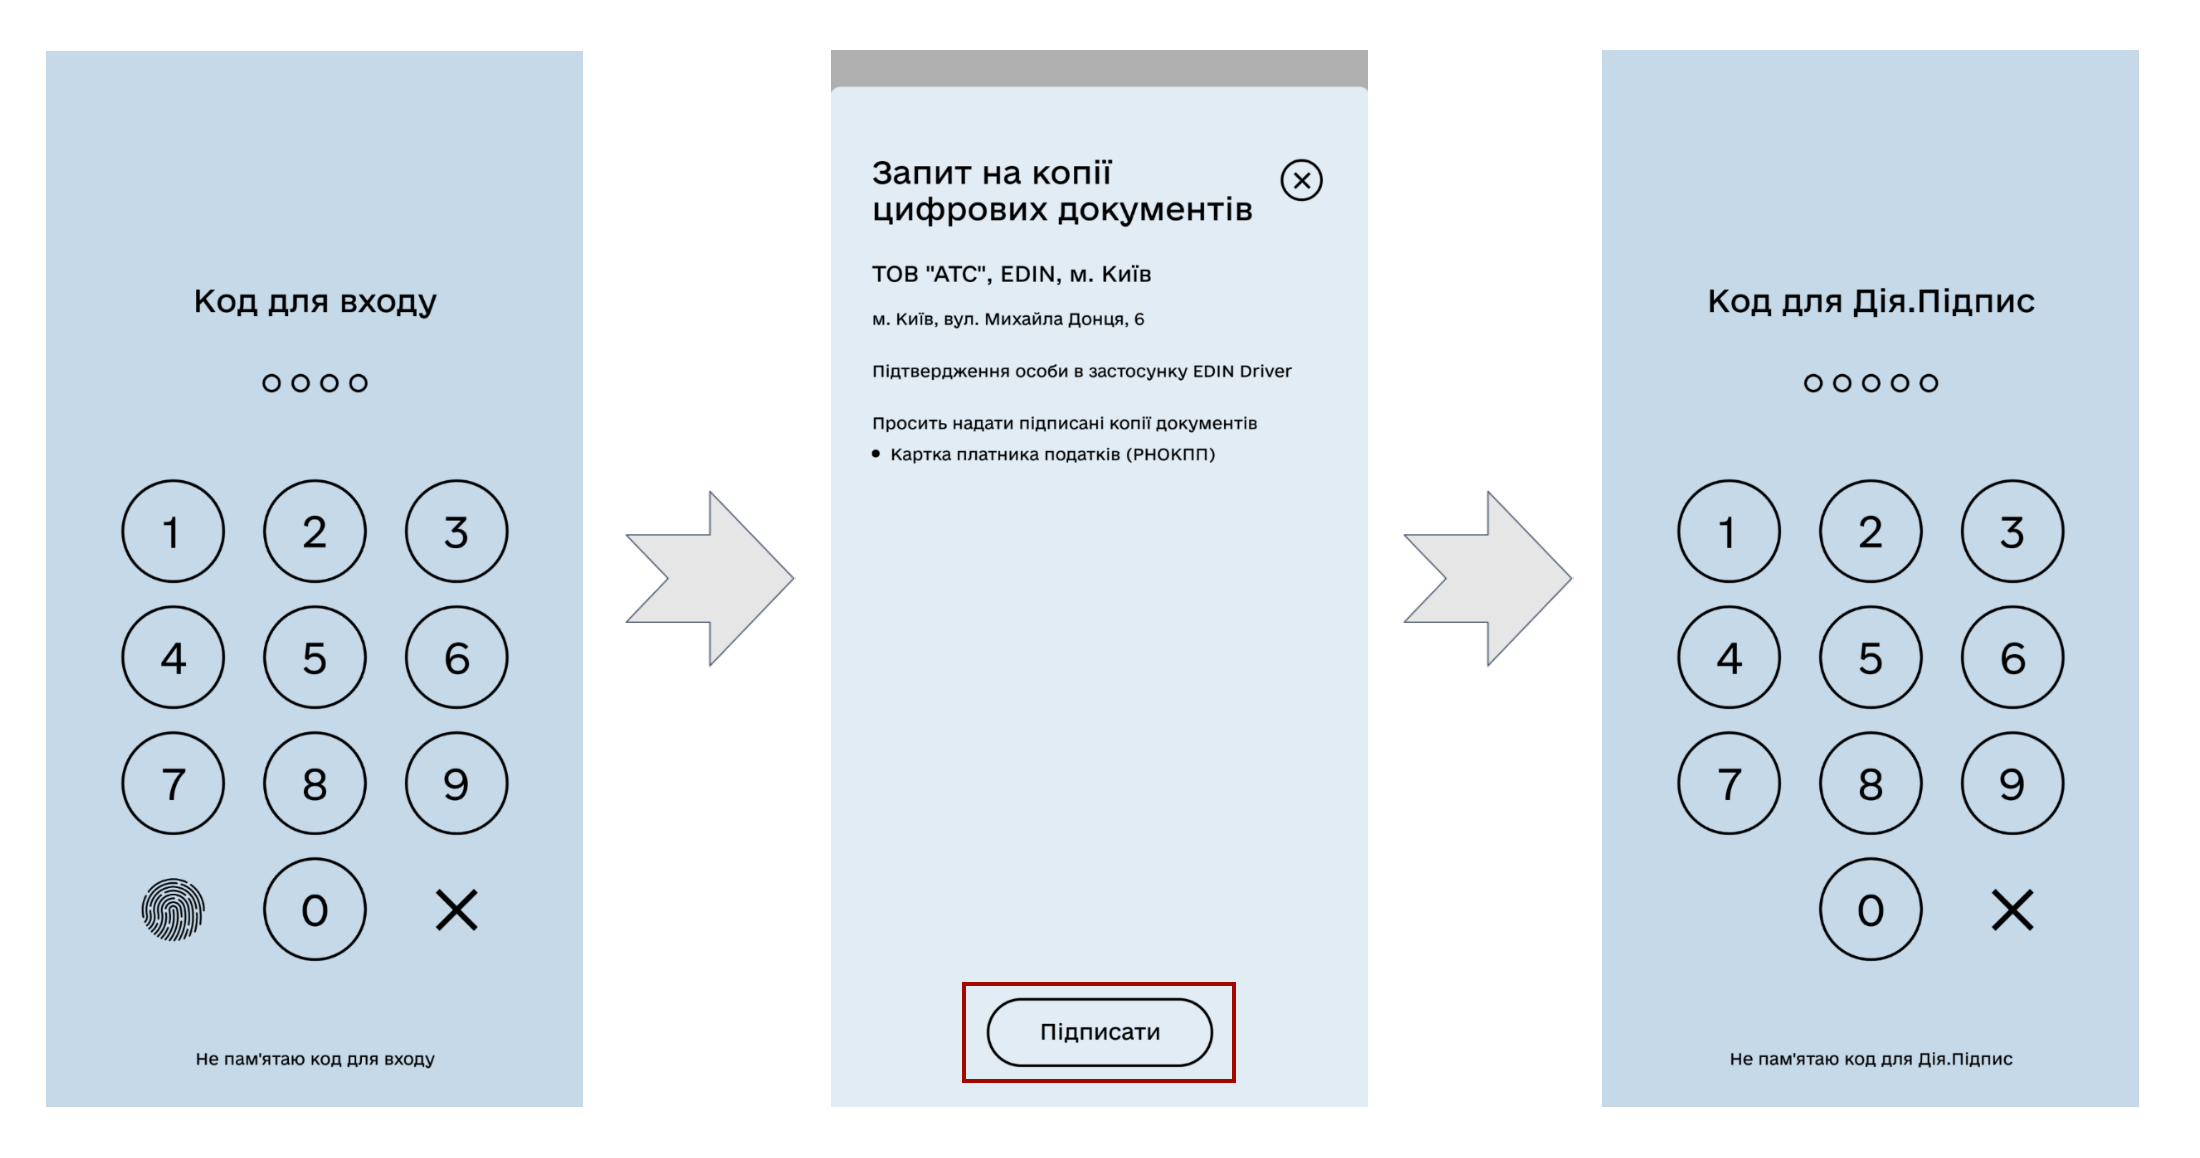 Код для входу
1 2 3
4 5 6
7 8 9
0
Не пам'ятаю код для входу
Запит на копії
цифрових документів
ТОВ "АТС", EDIN, м. Київ
м. Київ, вул. Михайла Донця, 6
Підтвердження особи в застосунку EDIN Driver
Просить надати підписані копії документів
• Картка платника податків (РНОКПП)
Підписати
Код для Дія.Підпис
1 2 3
4 5 6
7 8 9
0
Не пам'ятаю код для Дія.Підпис